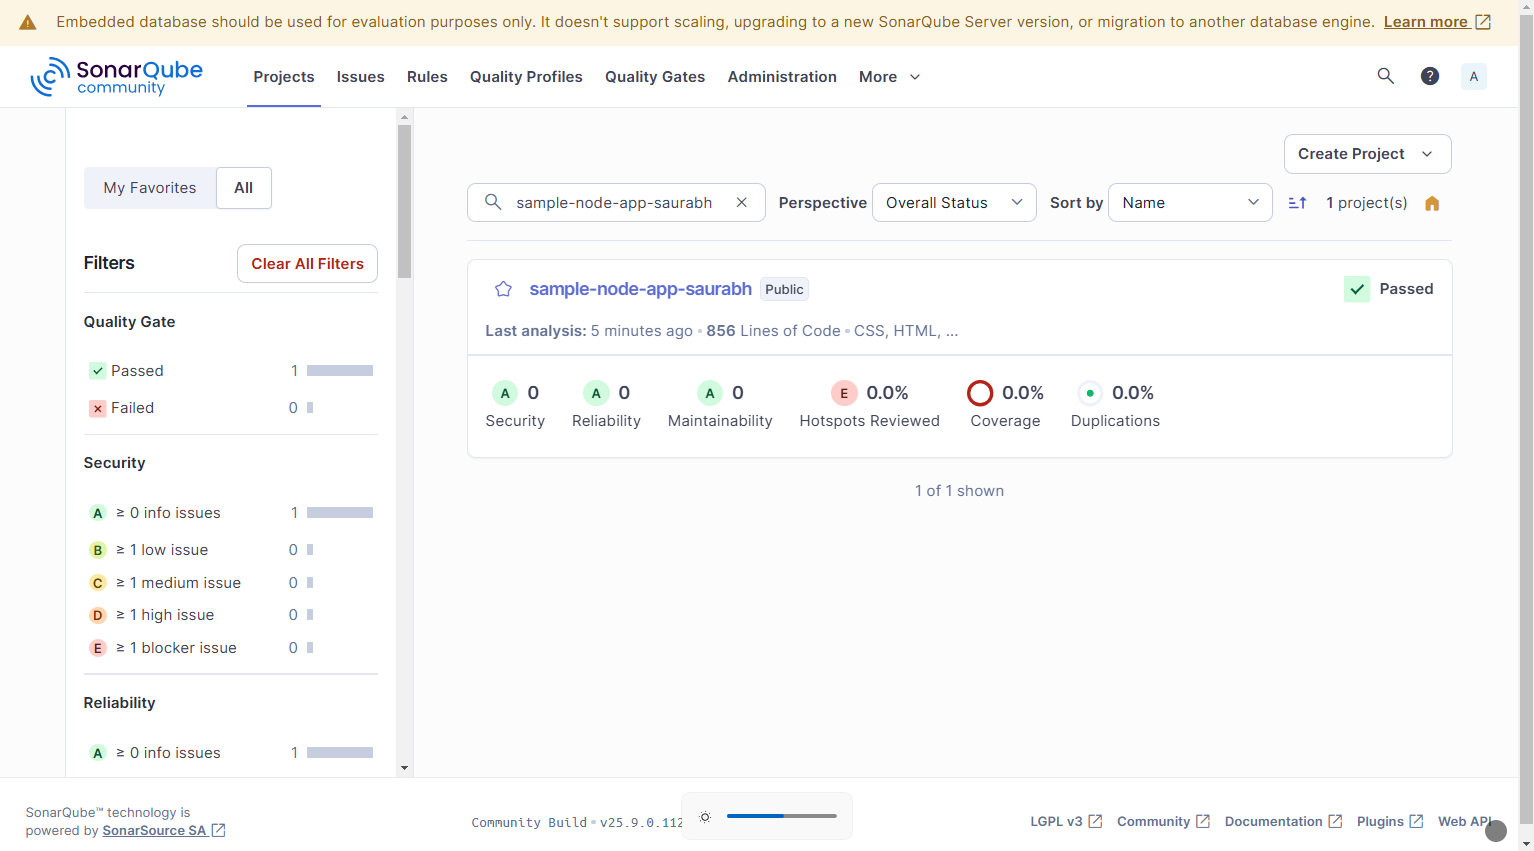 Embedded database should be used for evaluation purposes only. It doesn't support scaling, upgrading to a new SonarQube Server version, or migration to another database engine. Learn more
SonarQube community
Projects Issues Rules Quality Profiles Quality Gates Administration More
? A
My Favorites All
Create Project
sample-node-app-saurabh Perspective Overall Status Sort by Name 1 project(s)
Filters Clear All Filters
Quality Gate
Passed 1
Failed 0
Security
A ≥ 0 info issues 1
B ≥ 1 low issue 0
C ≥ 1 medium issue 0
D ≥ 1 high issue 0
E ≥ 1 blocker issue 0
Reliability
A ≥ 0 info issues 1
sample-node-app-saurabh Public Passed
Last analysis: 5 minutes ago • 856 Lines of Code • CSS, HTML, ...
A 0 A 0 A 0 E 0.0% 0.0% 0.0%
Security Reliability Maintainability Hotspots Reviewed Coverage Duplications
1 of 1 shown
SonarQube™ technology is
powered by SonarSource SA
Community Build • v25.9.0.112
LGPL v3 Community Documentation Plugins Web API